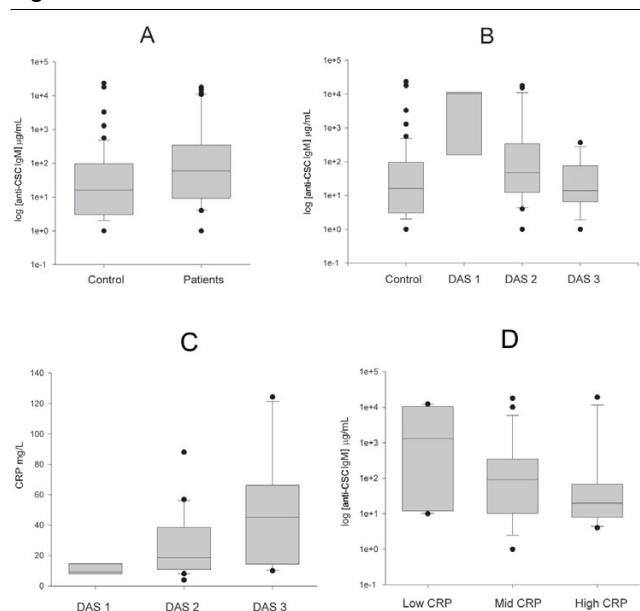 A
1e+5
1e+4
1e+3
1e+2
1e+1
1e+0
1e-1
log [anti-CSC IgM] µg/mL
Control Patients
B
1e+5
1e+4
1e+3
1e+2
1e+1
1e+0
1e-1
log [anti-CSC IgM] µg/mL
Control DAS 1 DAS 2 DAS 3
C
140
120
100
80
60
40
20
0
CRP mg/L
DAS 1 DAS 2 DAS 3
D
1e+5
1e+4
1e+3
1e+2
1e+1
1e+0
1e-1
log [anti-CSC IgM] µg/mL
Low CRP Mid CRP High CRP